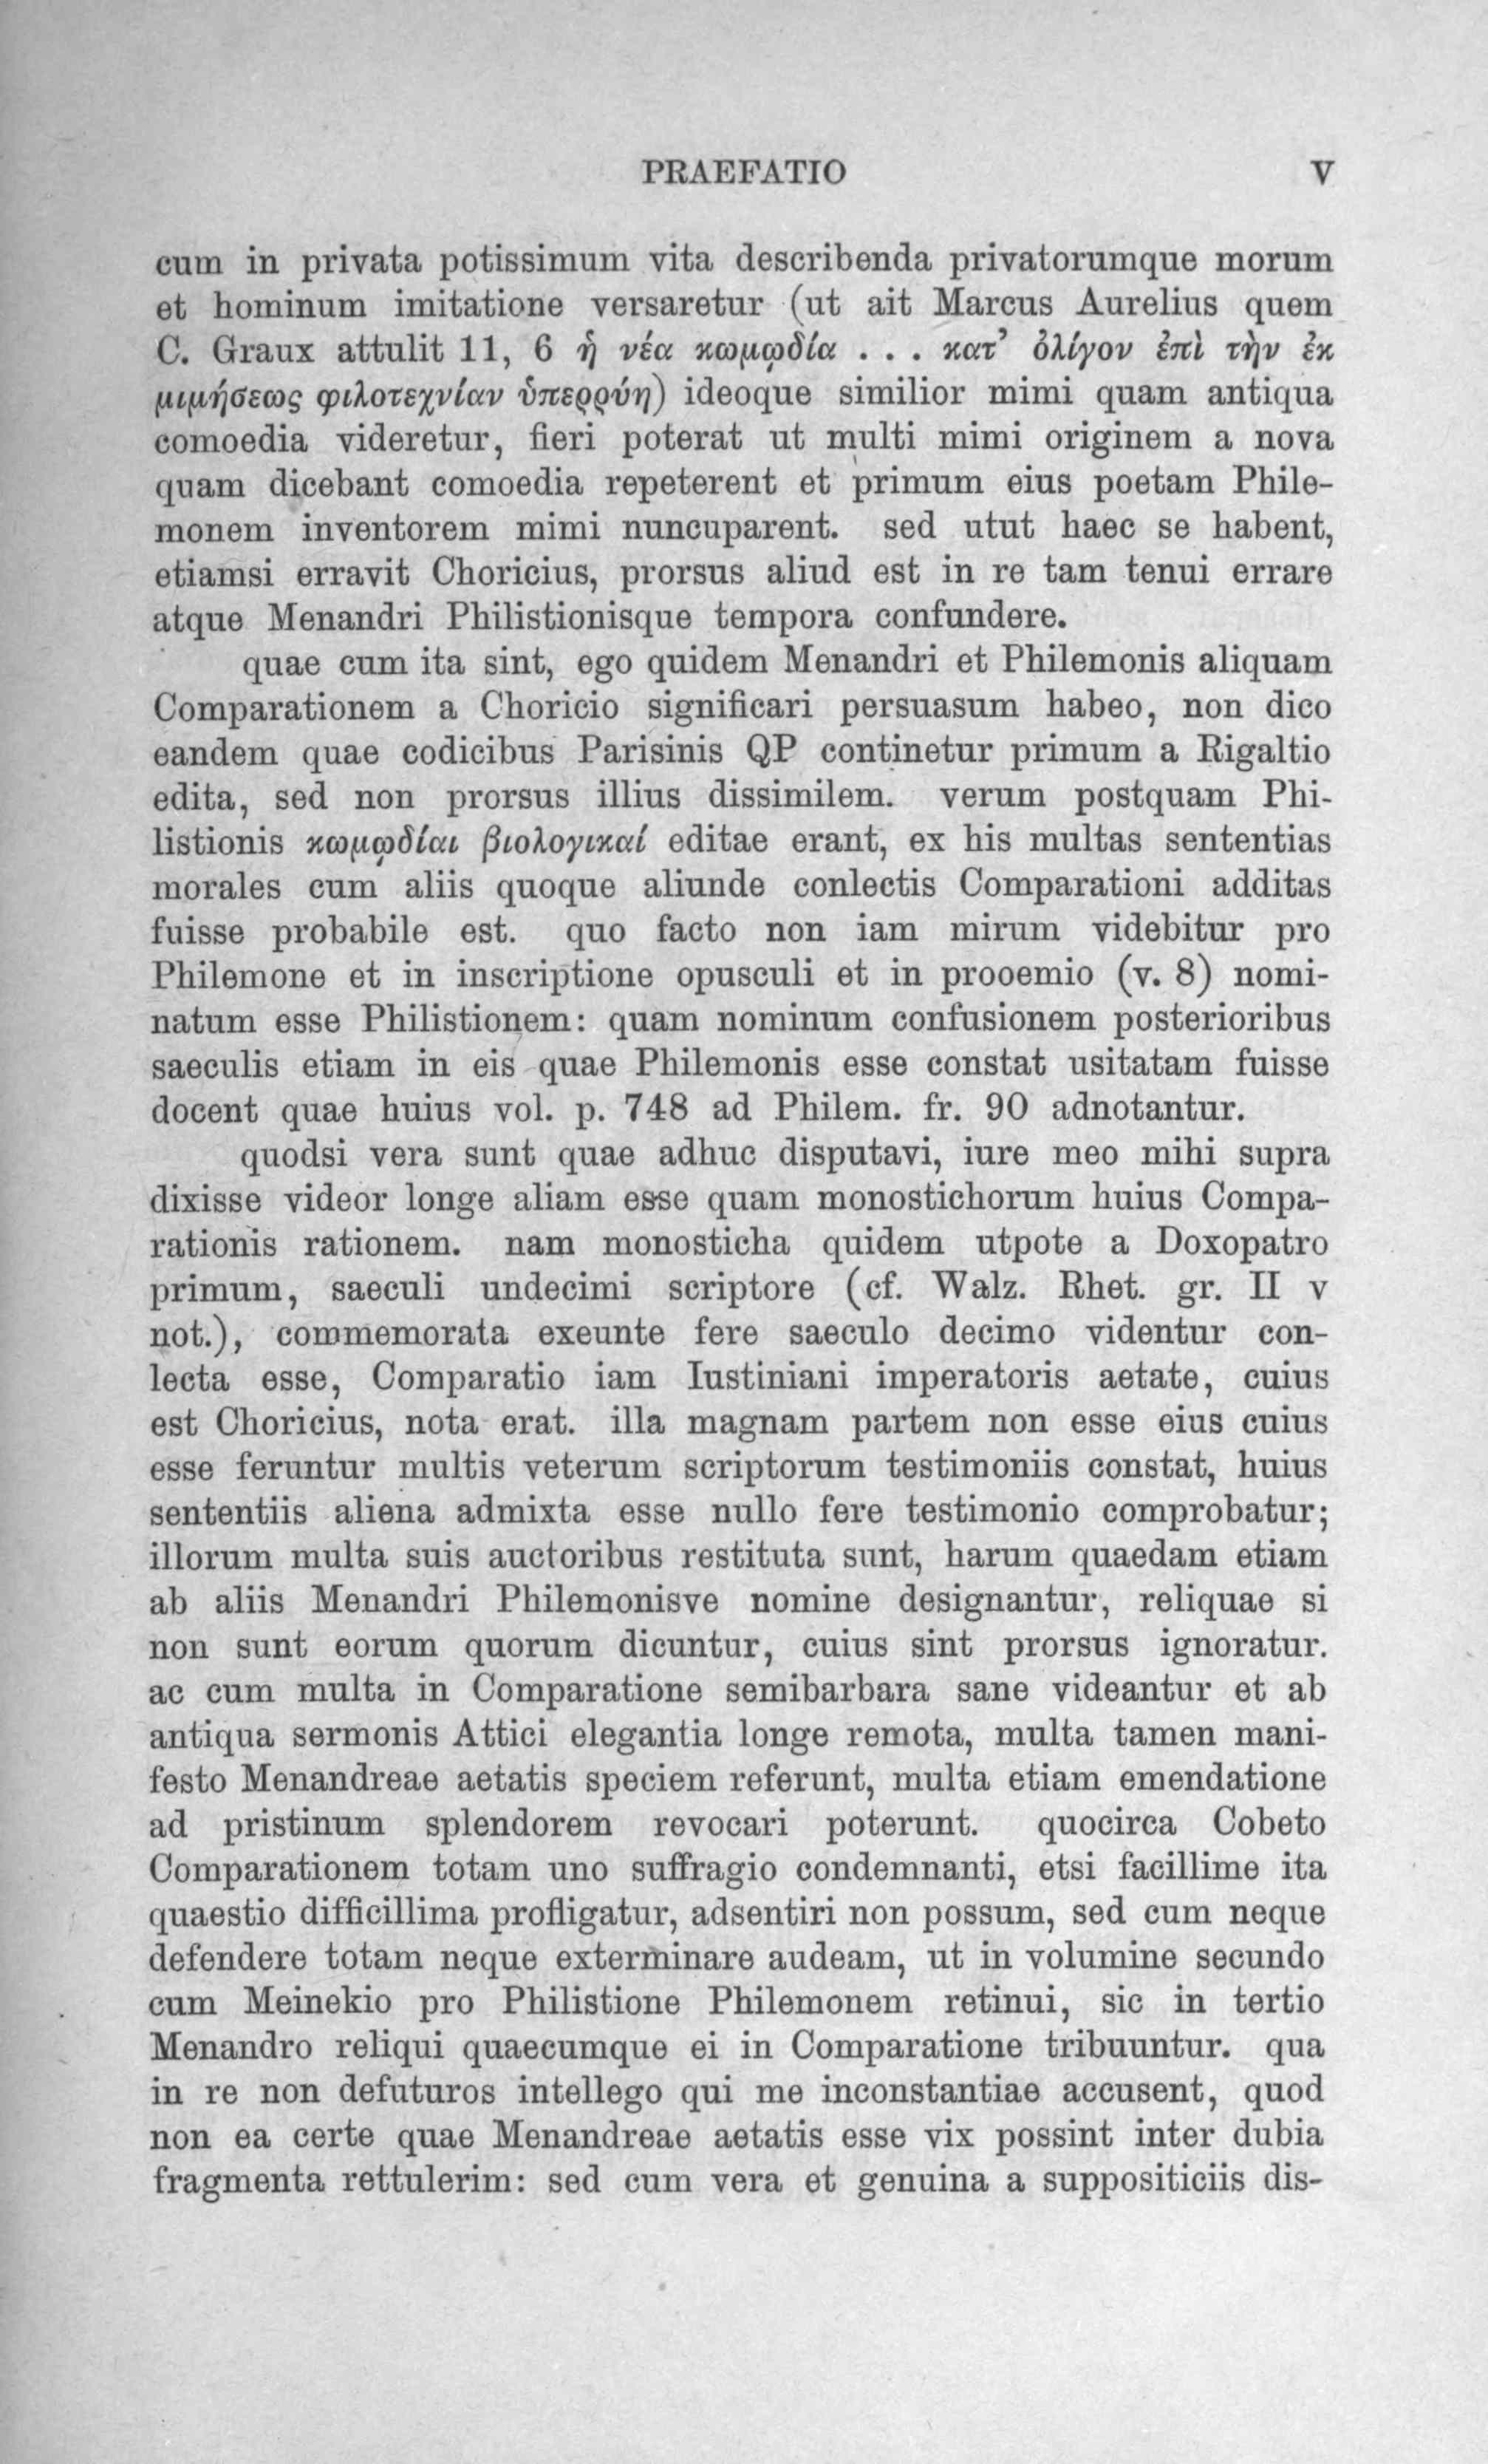 PRAEFATIO V
cum in privata potissimum vita describenda privatorumque morum
et hominum imitatione versaretur (ut ait Marcus Aurelius quem
C. Graux attulit 11, 6 ἡ νέα κωμῳδία . . . κατ’ ὀλίγον ἐπὶ τὴν ἐκ
μιμήσεως φιλοτεχνίαν ὑπερρύη) ideoque similior mimi quam antiqua
comoedia videretur, fieri poterat ut multi mimi originem a nova
quam dicebant comoedia repeterent et primum eius poetam Phile-
monem inventorem mimi nuncuparent. sed utut haec se habent,
etiamsi erravit Choricius, prorsus aliud est in re tam tenui errare
atque Menandri Philistionisque tempora confundere.
quae cum ita sint, ego quidem Menandri et Philemonis aliquam
Comparationem a Choricio significari persuasum habeo, non dico
eandem quae codicibus Parisinis QP continetur primum a Rigaltio
edita, sed non prorsus illius dissimilem. verum postquam Phi-
listionis κωμῳδίαι βιολογικαί editae erant, ex his multas sententias
morales cum aliis quoque aliunde conlectis Comparationi additas
fuisse probabile est. quo facto non iam mirum videbitur pro
Philemone et in inscriptione opusculi et in prooemio (v. 8) nomi-
natum esse Philistionem: quam nominum confusionem posterioribus
saeculis etiam in eis quae Philemonis esse constat usitatam fuisse
docent quae huius vol. p. 748 ad Philem. fr. 90 adnotantur.
quodsi vera sunt quae adhuc disputavi, iure meo mihi supra
dixisse videor longe aliam esse quam monostichorum huius Compa-
rationis rationem. nam monosticha quidem utpote a Doxopatro
primum, saeculi undecimi scriptore (cf. Walz. Rhet. gr. II v
not.), commemorata exeunte fere saeculo decimo videntur con-
lecta esse, Comparatio iam Iustiniani imperatoris aetate, cuius
est Choricius, nota erat. illa magnam partem non esse eius cuius
esse feruntur multis veterum scriptorum testimoniis constat, huius
sententiis aliena admixta esse nullo fere testimonio comprobatur;
illorum multa suis auctoribus restituta sunt, harum quaedam etiam
ab aliis Menandri Philemonisve nomine designantur, reliquae si
non sunt eorum quorum dicuntur, cuius sint prorsus ignoratur.
ac cum multa in Comparatione semibarbara sane videantur et ab
antiqua sermonis Attici elegantia longe remota, multa tamen mani-
festo Menandreae aetatis speciem referunt, multa etiam emendatione
ad pristinum splendorem revocari poterunt. quocirca Cobeto
Comparationem totam uno suffragio condemnanti, etsi facillime ita
quaestio difficillima profligatur, adsentiri non possum, sed cum neque
defendere totam neque exterminare audeam, ut in volumine secundo
cum Meinekio pro Philistione Philemonem retinui, sic in tertio
Menandro reliqui quaecumque ei in Comparatione tribuuntur. qua
in re non defuturos intellego qui me inconstantiae accusent, quod
non ea certe quae Menandreae aetatis esse vix possint inter dubia
fragmenta rettulerim: sed cum vera et genuina a suppositiciis dis-